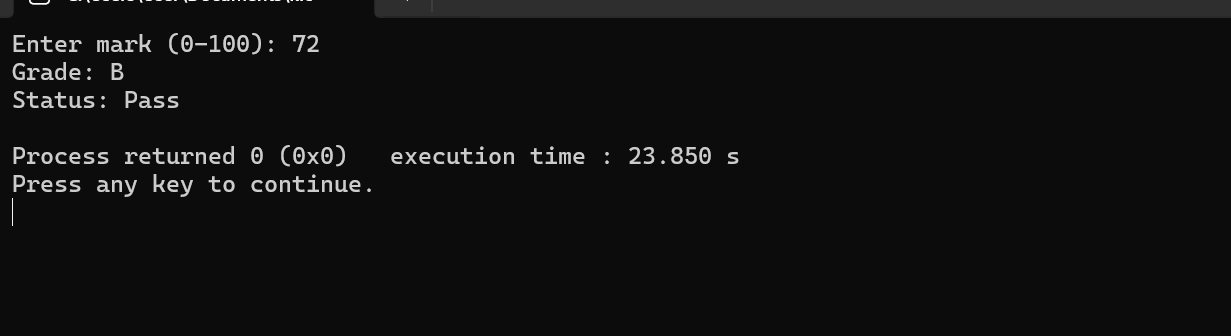 Enter mark (0-100): 72
Grade: B
Status: Pass
Process returned 0 (0x0)   execution time : 23.850 s
Press any key to continue.